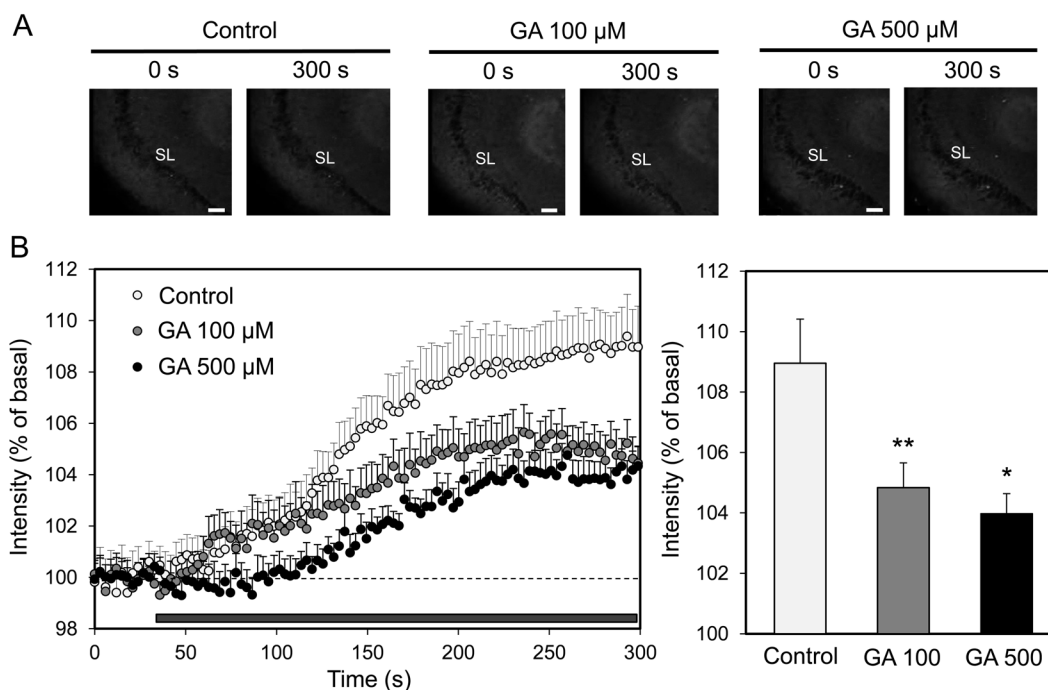 A
Control
GA 100 µM
GA 500 µM
0 s
300 s
0 s
300 s
0 s
300 s
SL
SL
SL
SL
SL
SL
B
Intensity (% of basal)
112
110
108
106
104
102
100
98
Control
GA 100 µM
GA 500 µM
0
50
100
150
200
250
300
Time (s)
Intensity (% of basal)
112
110
108
106
104
102
100
**
*
Control
GA 100
GA 500